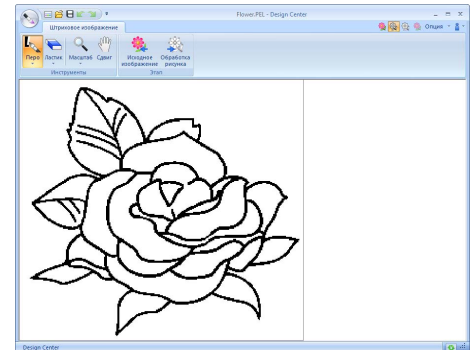 Flower.PEL - Design Center
Штриховое изображение
Опции
Перо Ластик Масштаб Сдвиг Исходное изображение Обработка рисунка
Инструменты Этап
Design Center